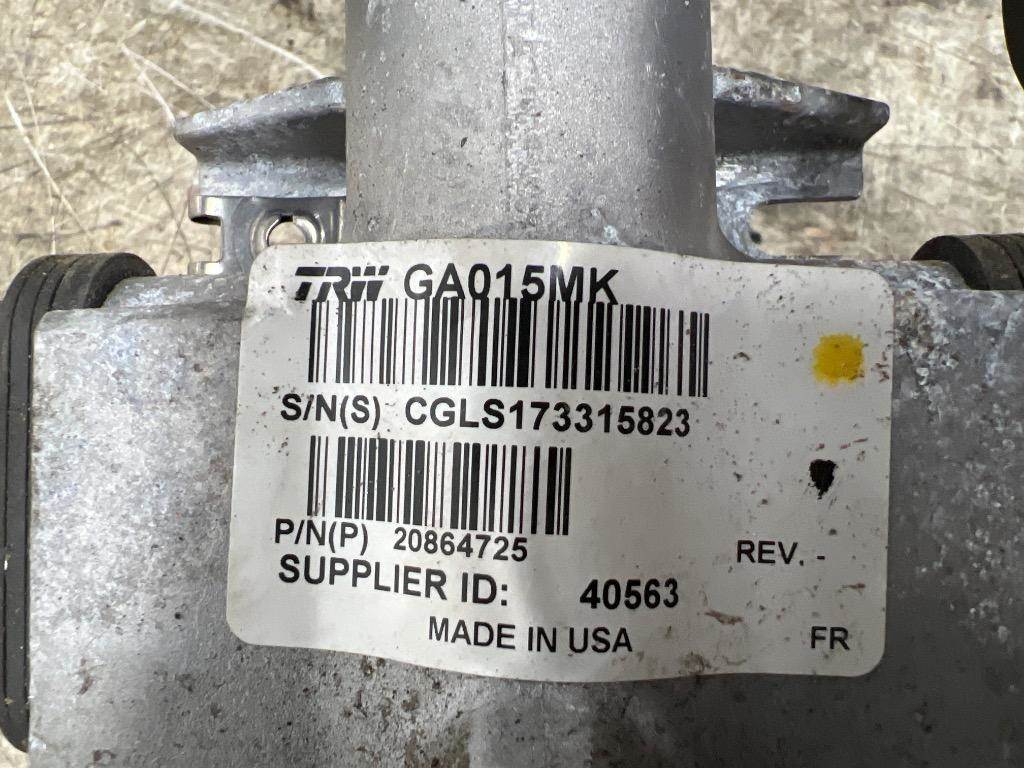 TRW GA015MK
S/N(S) CGLS173315823
P/N(P) 20864725
REV. -
SUPPLIER ID: 40563
MADE IN USA
FR